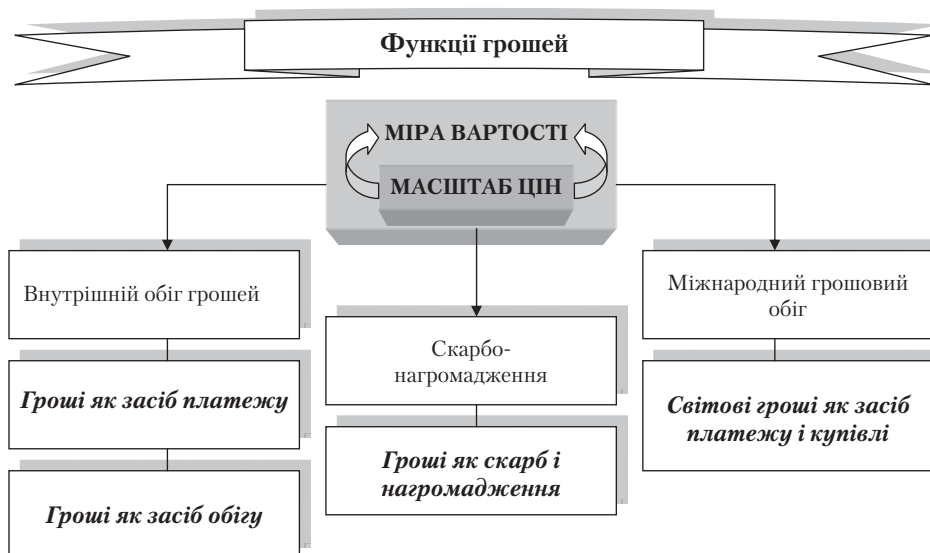 Функції грошей
МІРА ВАРТОСТІ
МАСШТАБ ЦІН
Внутрішній обіг грошей
Гроші як засіб платежу
Гроші як засіб обігу
Скарбо-
нагромадження
Гроші як скарб і
нагромадження
Міжнародний грошовий
обіг
Світові гроші як засіб
платежу і купівлі